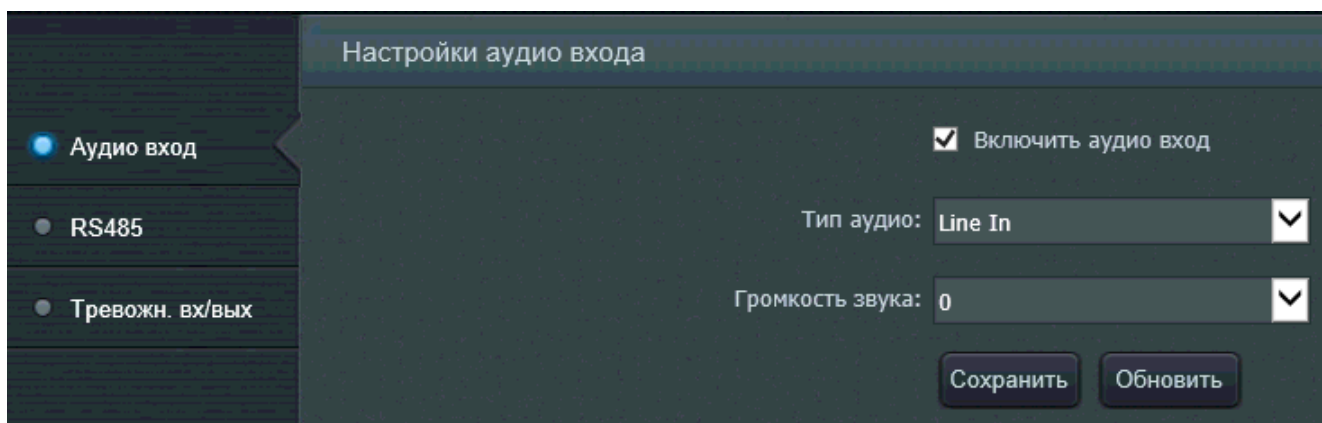 Настройки аудио входа
Аудио вход
RS485
Тревожн. вх/вых
Включить аудио вход
Тип аудио: Line In
Громкость звука: 0
Сохранить Обновить